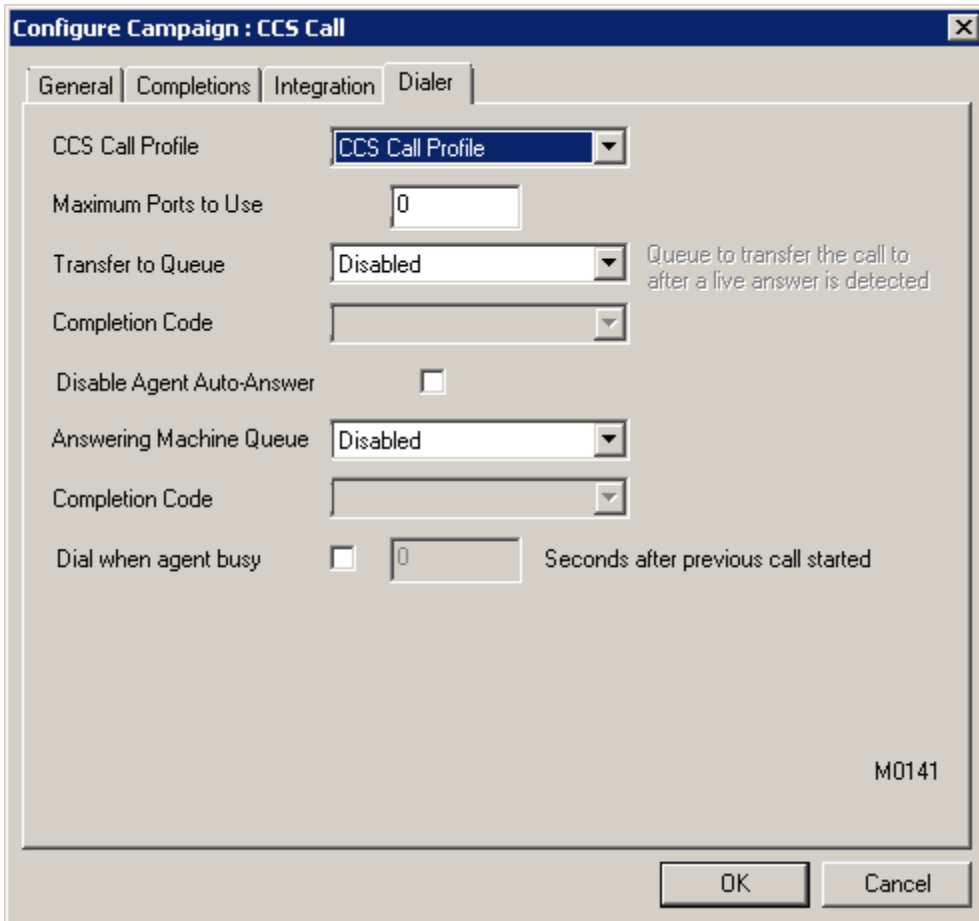 Configure Campaign : CCS Call
General Completions Integration Dialer
CCS Call Profile CCS Call Profile
Maximum Ports to Use 0
Transfer to Queue Disabled Queue to transfer the call to
after a live answer is detected
Completion Code
Disable Agent Auto-Answer
Answering Machine Queue Disabled
Completion Code
Dial when agent busy 0 Seconds after previous call started
M0141
OK Cancel